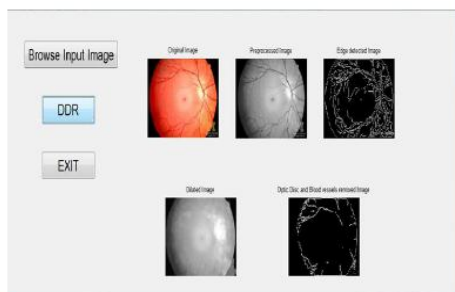 Browse Input Image
DDR
EXIT
Original Image
Preprocessed Image
Edge detected Image
Dilated Image
Optic Disc and Blood vessels removed Image